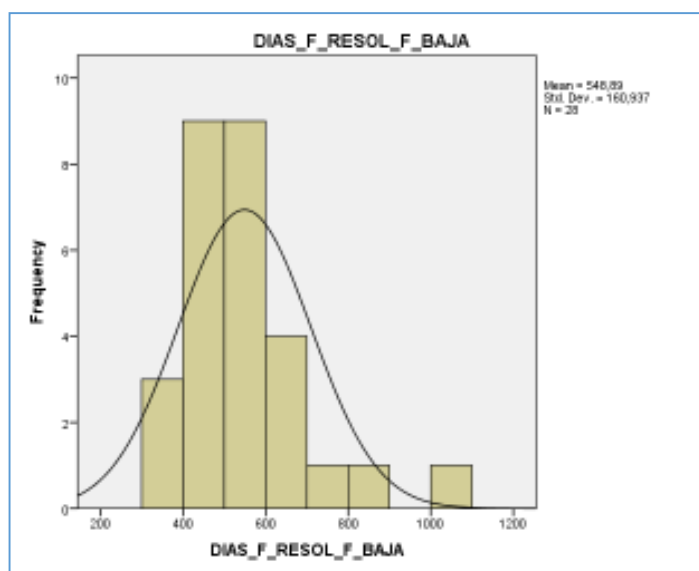 DIAS_F_RESOL_F_BAJA
Mean = 548,89
Std. Dev. = 160,937
N = 28
10
8
6
4
2
0
Frequency
200 400 600 800 1000 1200
DIAS_F_RESOL_F_BAJA